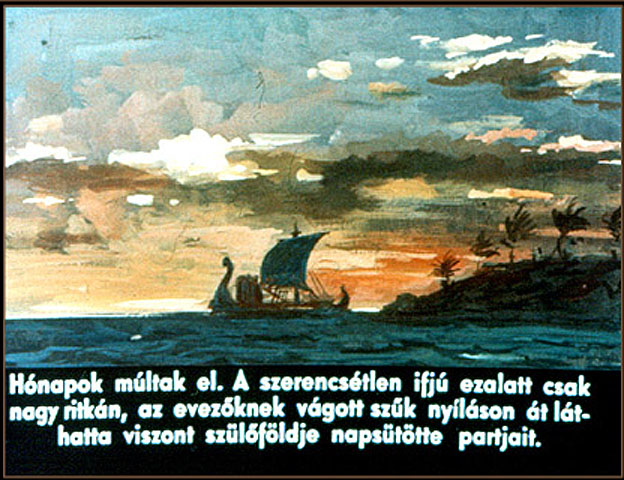 Hónapok múltak el. A szerencsétlen ifjú ezalatt csak
nagy ritkán, az evezőknek vágott szűk nyíláson át lát-
hatta viszont szülőföldje napsütötte partjait.